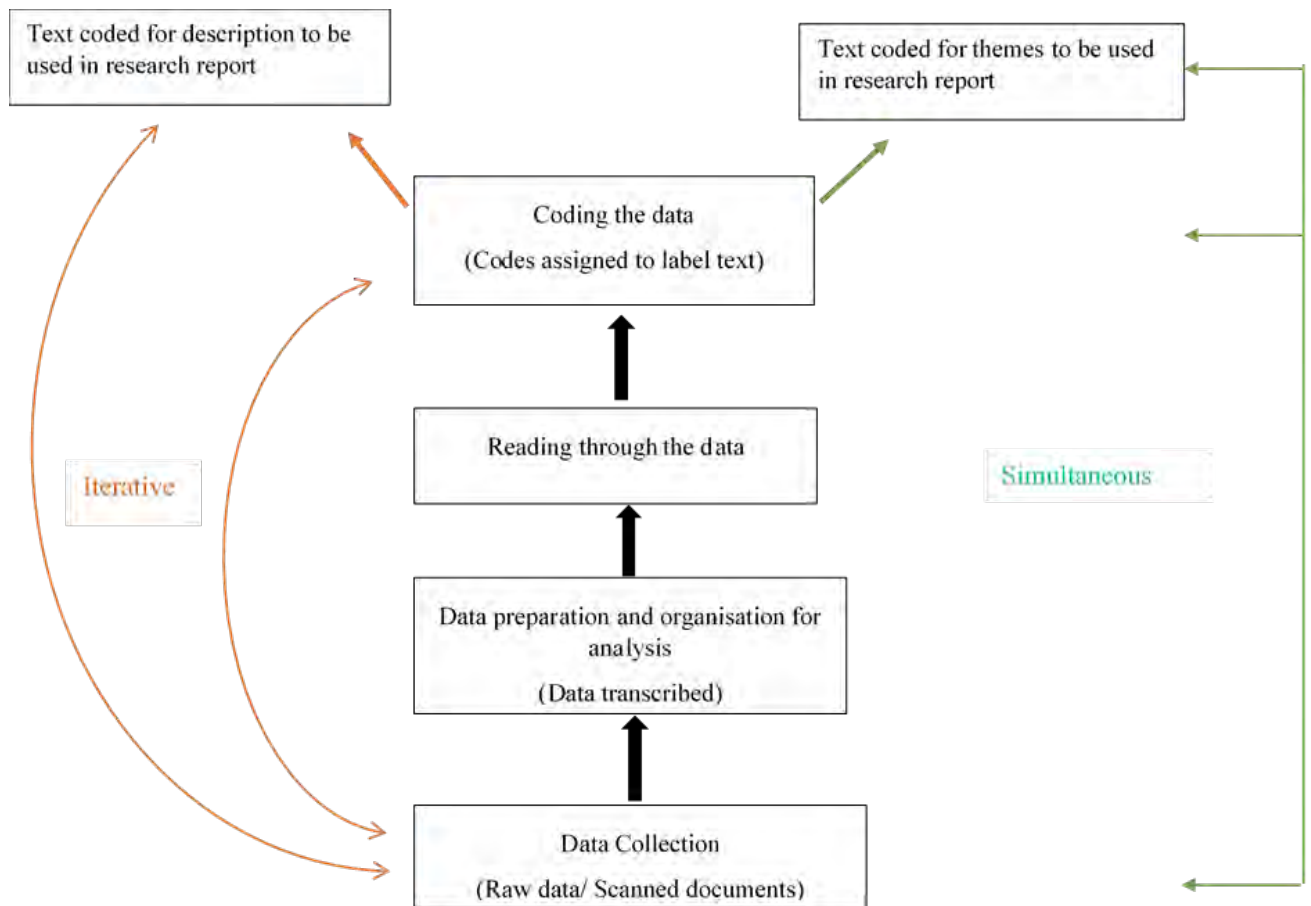 Text coded for description to be
used in research report
Text coded for themes to be used
in research report
Coding the data
(Codes assigned to label text)
Reading through the data
Iterative
Simultaneous
Data preparation and organisation for
analysis
(Data transcribed)
Data Collection
(Raw data/ Scanned documents)